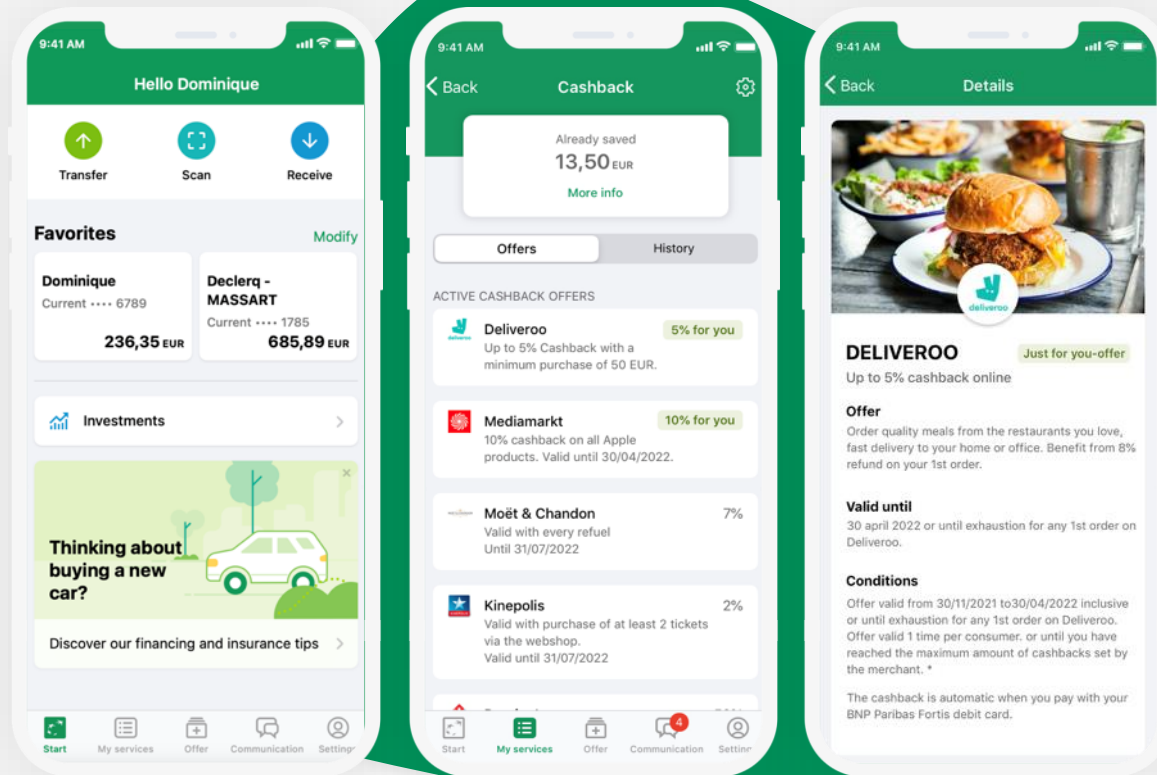 9:41 AM
Hello Dominique
Transfer
Scan
Receive
Favorites
Modify
Dominique
Current •••• 6789
236,35 EUR
Declerq -
MASSART
Current •••• 1785
685,89 EUR
Investments
Thinking about
buying a new
car?
Discover our financing and insurance tips
Start
My services
Offer
Communication
Settings
9:41 AM
Back
Cashback
Already saved
13,50 EUR
More info
Offers
History
ACTIVE CASHBACK OFFERS
deliveroo
Deliveroo
5% for you
Up to 5% Cashback with a
minimum purchase of 50 EUR.
Mediamarkt
10% for you
10% cashback on all Apple
products. Valid until 30/04/2022.
Moët & Chandon
7%
Valid with every refuel
Until 31/07/2022
Kinepolis
2%
Valid with purchase of at least 2 tickets
via the webshop.
Valid until 31/07/2022
Start
My services
Offer
4
Communication
Settin
9:41 AM
Back
Details
deliveroo
DELIVEROO
Just for you-offer
Up to 5% cashback online
Offer
Order quality meals from the restaurants you love,
fast delivery to your home or office. Benefit from 8%
refund on your 1st order.
Valid until
30 april 2022 or until exhaustion for any 1st order on
Deliveroo.
Conditions
Offer valid from 30/11/2021 to30/04/2022 inclusive
or until exhaustion for any 1st order on Deliveroo.
Offer valid 1 time per consumer. or until you have
reached the maximum amount of cashbacks set by
the merchant. *
The cashback is automatic when you pay with your
BNP Paribas Fortis debit card.